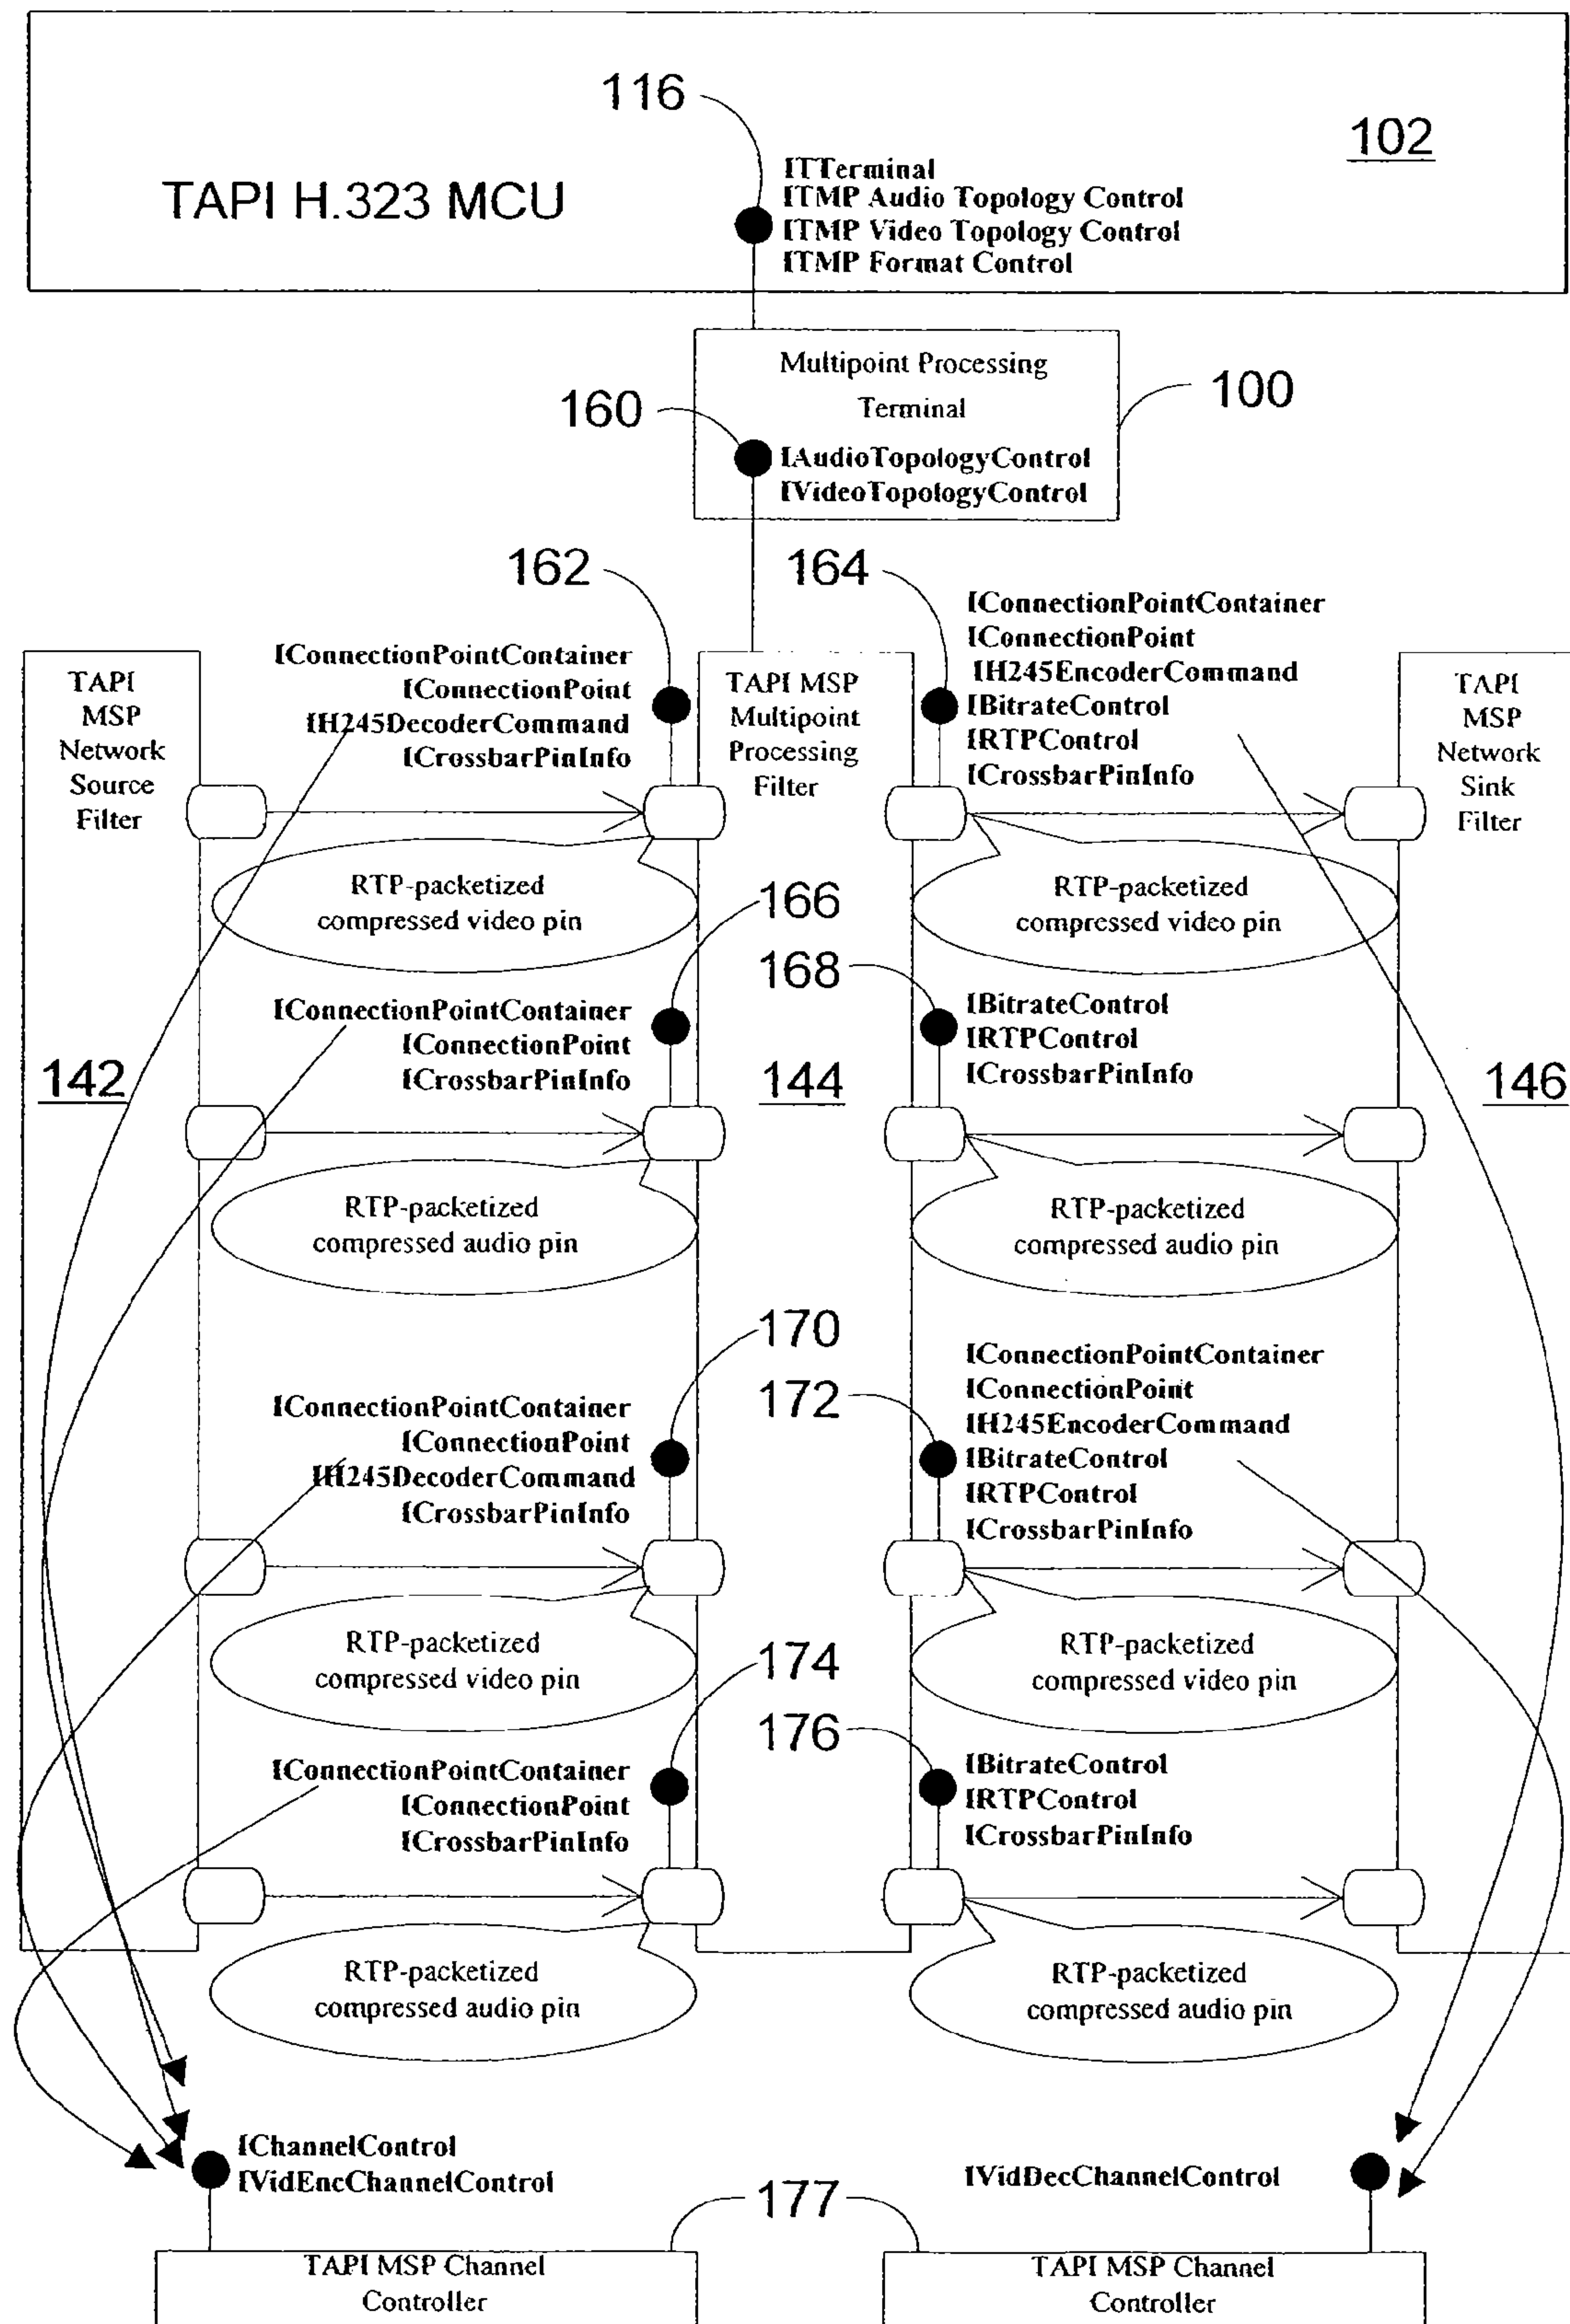 116
102
TAPI H.323 MCU
ITTerminal
ITMP Audio Topology Control
ITMP Video Topology Control
ITMP Format Control
Multipoint Processing
Terminal
100
160
IAudioTopologyControl
IVideoTopologyControl
162
164
TAPI
MSP
Network
Source
Filter
IConnectionPointContainer
IConnectionPoint
IH245DecoderCommand
ICrossbarPinInfo
TAPI MSP
Multipoint
Processing
Filter
IConnectionPointContainer
IConnectionPoint
IH245EncoderCommand
IBitrateControl
IRTPControl
ICrossbarPinInfo
TAPI
MSP
Network
Sink
Filter
RTP-packetized
compressed video pin
RTP-packetized
compressed video pin
166
168
IConnectionPointContainer
IConnectionPoint
ICrossbarPinInfo
IBitrateControl
IRTPControl
ICrossbarPinInfo
142
144
146
RTP-packetized
compressed audio pin
RTP-packetized
compressed audio pin
170
172
IConnectionPointContainer
IConnectionPoint
IH245DecoderCommand
ICrossbarPinInfo
IConnectionPointContainer
IConnectionPoint
IH245EncoderCommand
IBitrateControl
IRTPControl
ICrossbarPinInfo
RTP-packetized
compressed video pin
RTP-packetized
compressed video pin
174
176
IConnectionPointContainer
IConnectionPoint
ICrossbarPinInfo
IBitrateControl
IRTPControl
ICrossbarPinInfo
RTP-packetized
compressed audio pin
RTP-packetized
compressed audio pin
IChannelControl
IVidEncChannelControl
IVidDecChannelControl
177
TAPI MSP Channel
Controller
TAPI MSP Channel
Controller